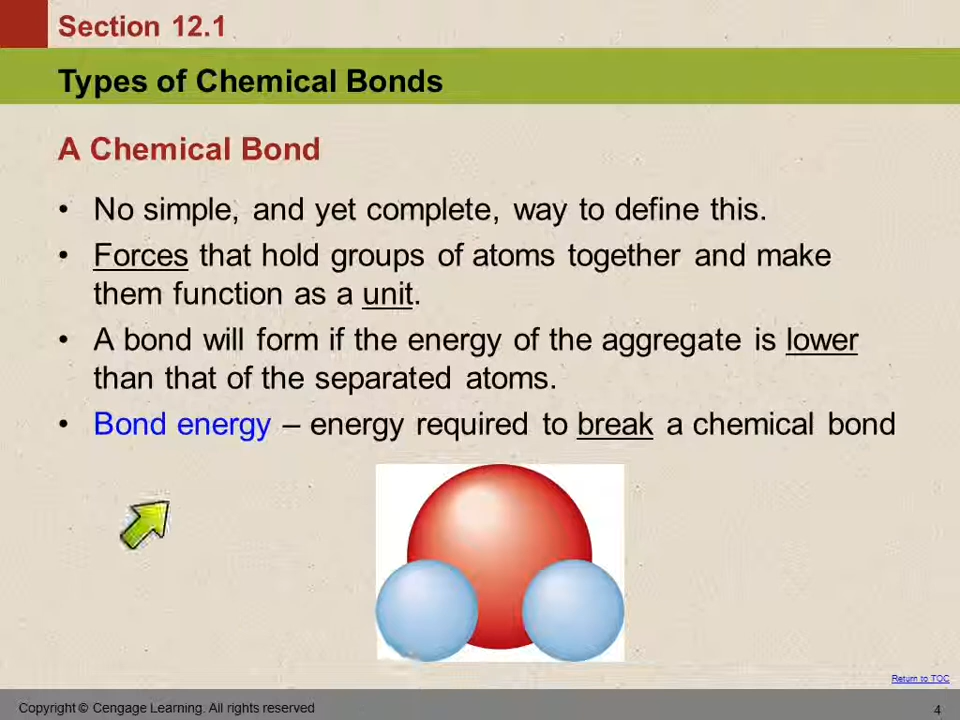 Section 12.1
Types of Chemical Bonds
A Chemical Bond
• No simple, and yet complete, way to define this.
• Forces that hold groups of atoms together and make
them function as a unit.
• A bond will form if the energy of the aggregate is lower
than that of the separated atoms.
• Bond energy – energy required to break a chemical bond
Return to TOC
Copyright © Cengage Learning. All rights reserved
4